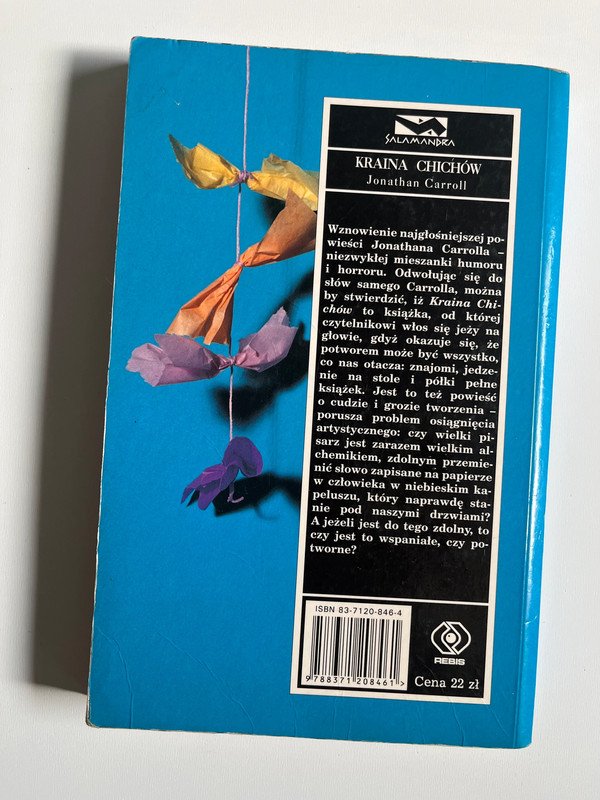 SALAMANDRA
KRAINA CHICHÓW
Jonathan Carroll
Wznowienie najgłośniejszej po-
wieści Jonathana Carrolla –
niezwykłej mieszanki humoru
i horroru. Odwołując się do
słów samego Carrolla, można
by stwierdzić, iż Kraina Chi-
chów to książka, od której
czytelnikowi włos się jeży na
głowie, gdyż okazuje się, że
potworem może być wszystko,
co nas otacza: znajomi, jedze-
nie na stole i półki pełne
książek. Jest to też powieść
o cudzie i grozie tworzenia –
porusza problem osiągnięcia
artystycznego: czy wielki pi-
sarz jest zarazem wielkim al-
chemikiem, zdolnym przemie-
nić słowo zapisane na papierze
w człowieka w niebieskim ka-
peluszu, który naprawdę sta-
nie pod naszymi drzwiami?
A jeżeli jest do tego zdolny, to
czy jest to wspaniałe, czy po-
tworne?
ISBN 83-7120-846-4
9788371208461>
REBIS
Cena 22 zł